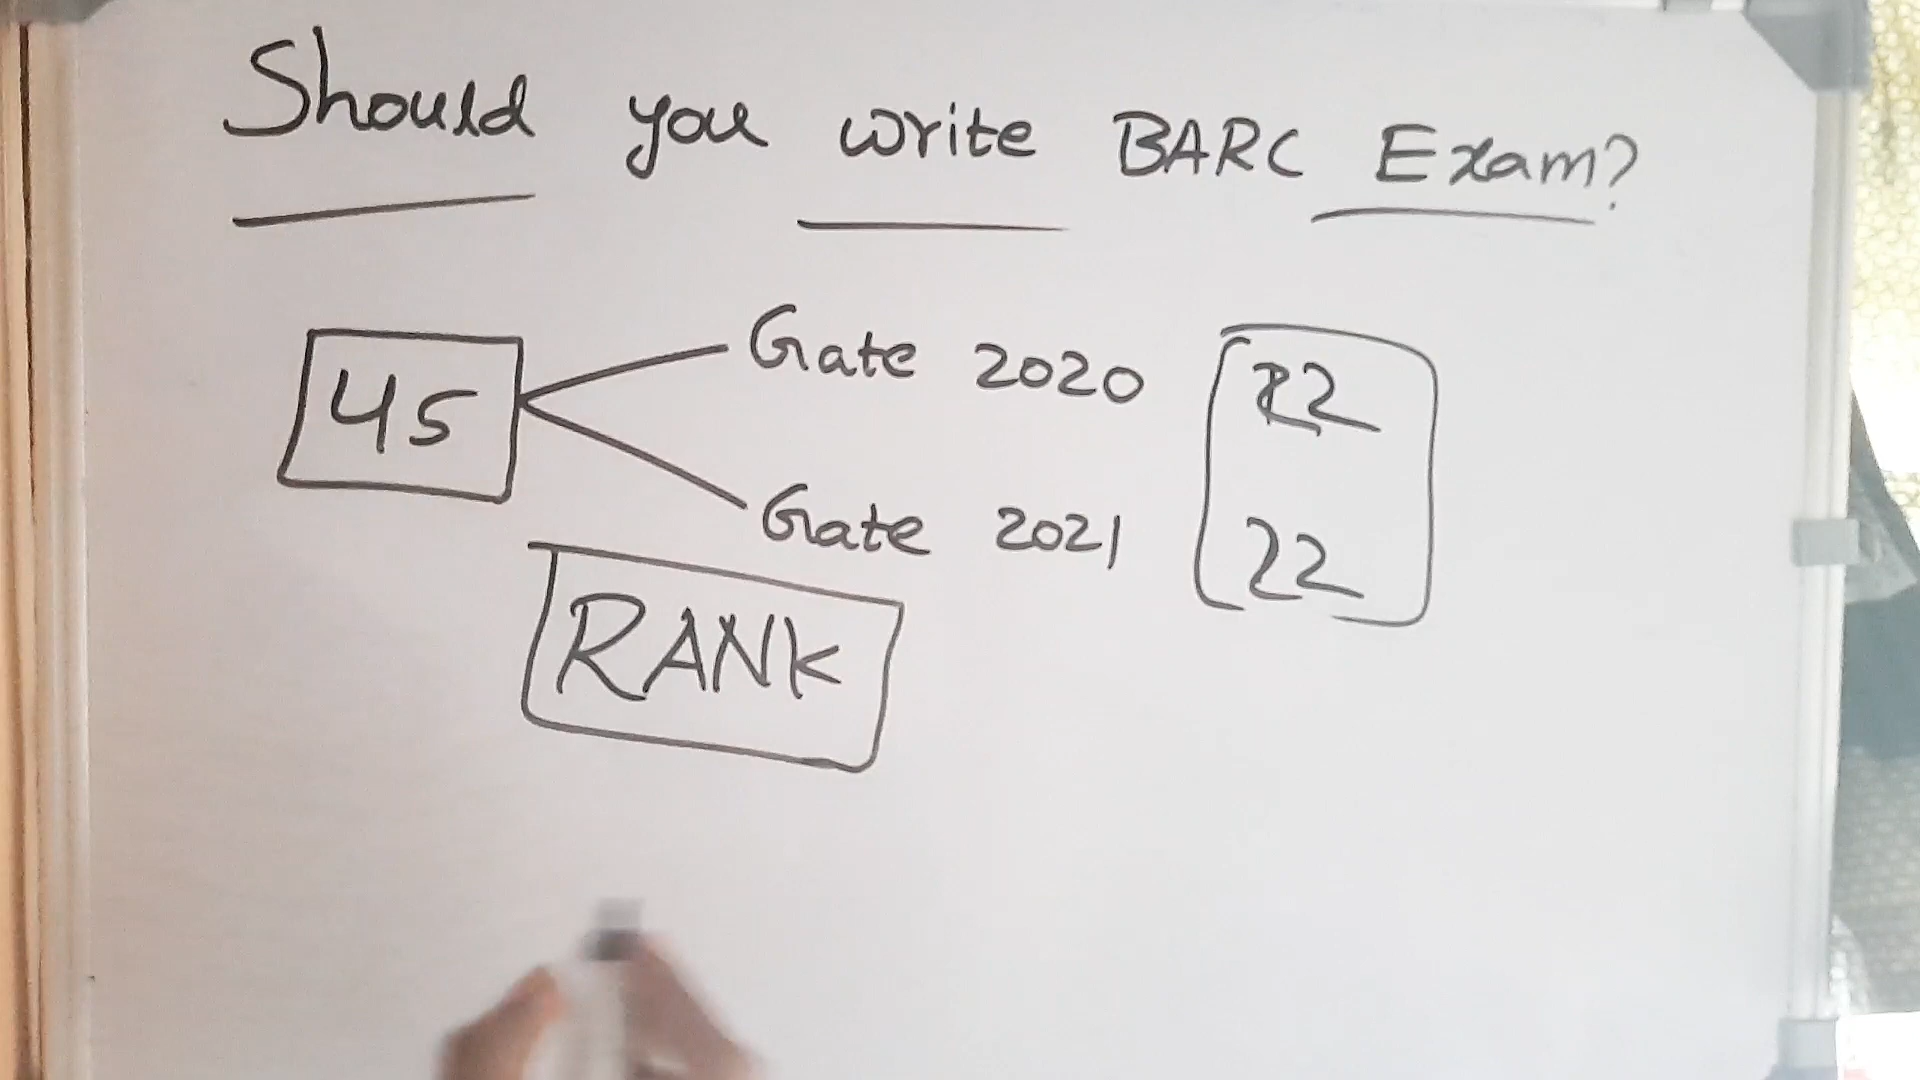 Should you write BARC Exam?
45
Gate 2020 22
Gate 2021 22
RANK